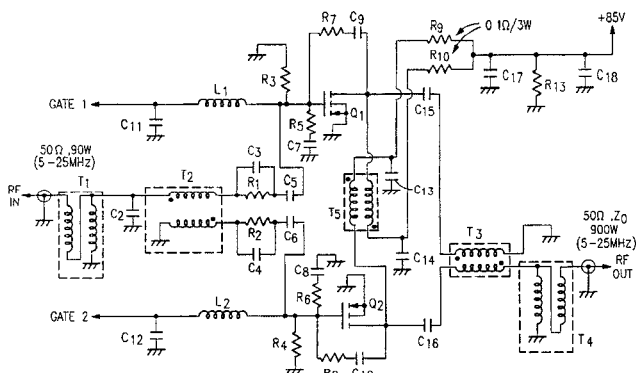 R7
C9
R9
0.1Ω/3W
R10
+85V
R3
C17
R13
C18
L1
GATE 1
C11
R5
C7
Q1
C15
50Ω, 90W
(5-25MHz)
C3
R1
C5
C13
RF
IN
T1
T2
C2
T5
R2
C6
C4
C14
T3
50Ω, Z0
900W
(5-25MHz)
RF
OUT
T4
C8
R6
Q2
L2
GATE 2
C12
R4
C16